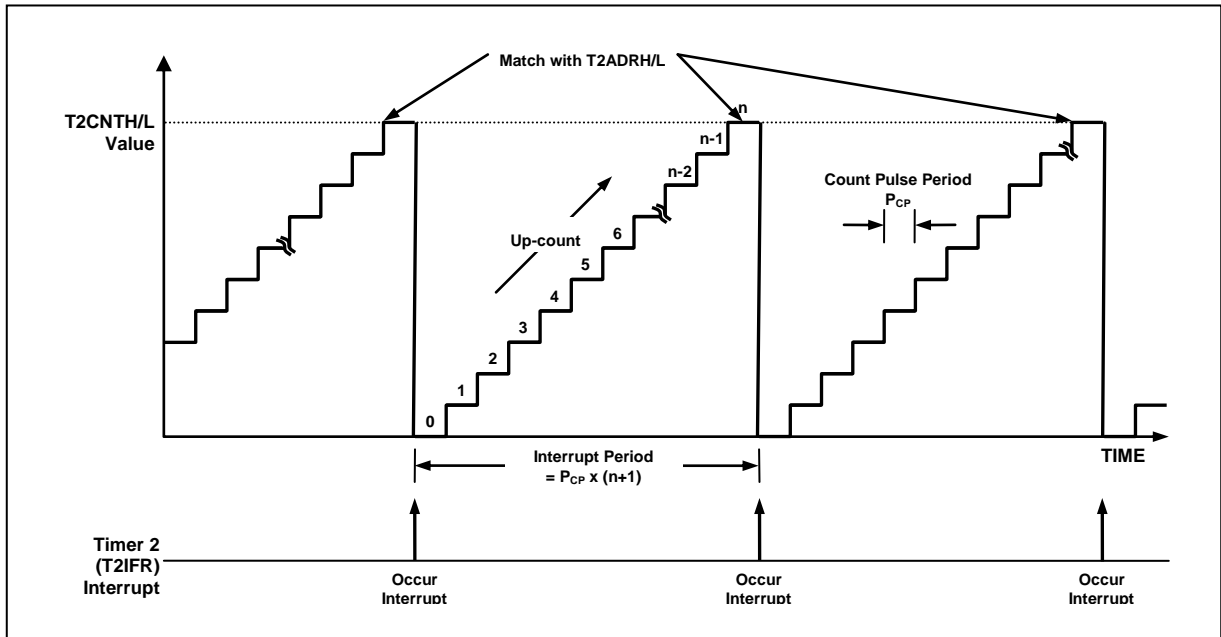 Match with T2ADRH/L
T2CNTH/L
Value
n
n-1
n-2
6
5
4
3
2
1
0
Up-count
Count Pulse Period
PCP
TIME
Interrupt Period
= PCP x (n+1)
Timer 2
(T2IFR)
Interrupt
Occur
Interrupt
Occur
Interrupt
Occur
Interrupt